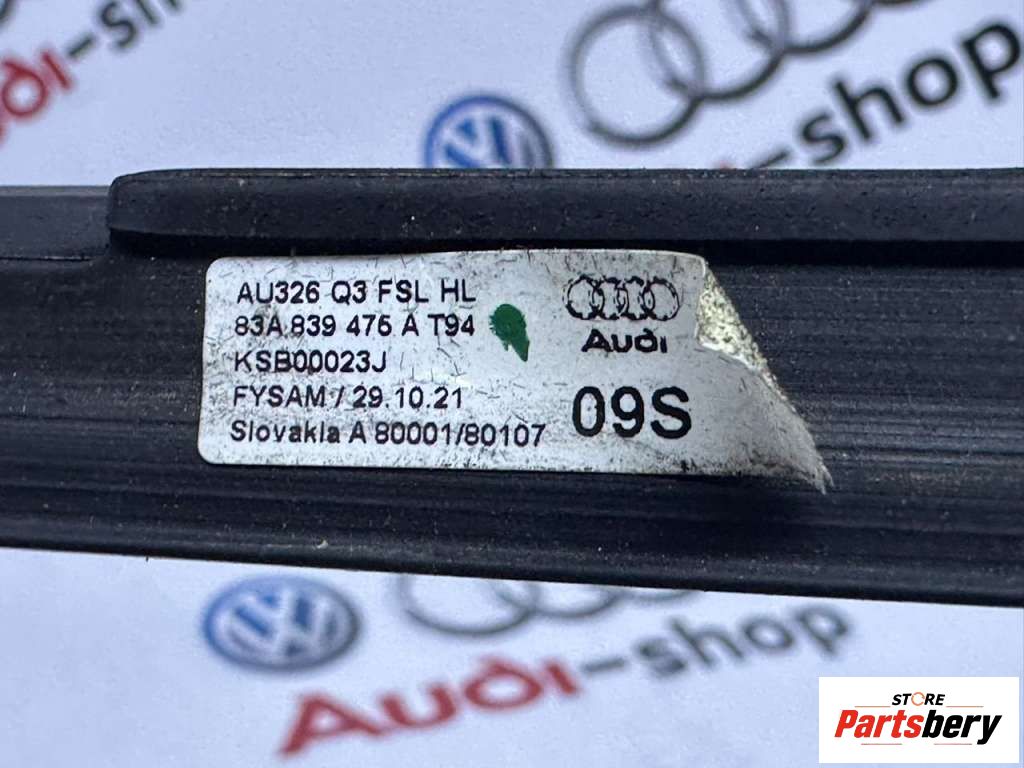 Audi-shop
AU326 Q3 FSL HL
83A 839 476 A T94
KSB00023J
FYSAM / 29.10.21
Slovakia A 80001/80107
Audi
09S
Audi-shop
STORE
Partsbery